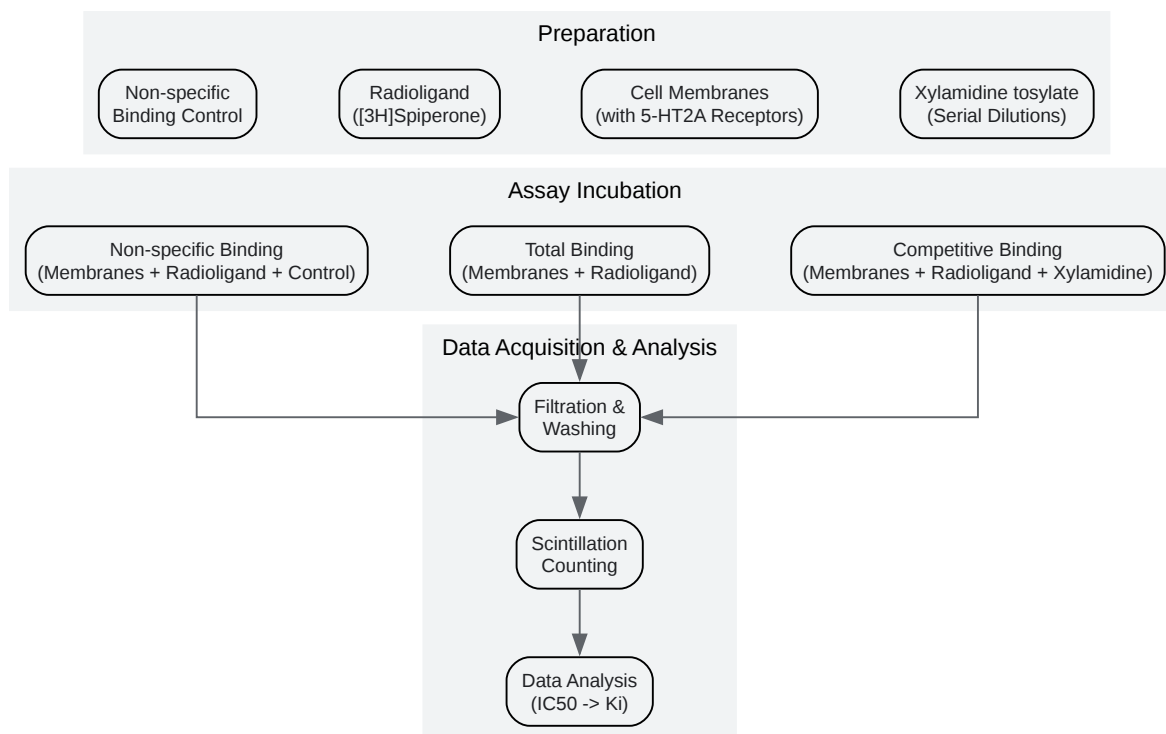 Preparation
Non-specific
Binding Control
Radioligand
([3H]Spiperone)
Cell Membranes
(with 5-HT2A Receptors)
Xylamidine tosylate
(Serial Dilutions)
Assay Incubation
Non-specific Binding
(Membranes + Radioligand + Control)
Total Binding
(Membranes + Radioligand)
Competitive Binding
(Membranes + Radioligand + Xylamidine)
Data Acquisition & Analysis
Filtration &
Washing
Scintillation
Counting
Data Analysis
(IC50 -> Ki)